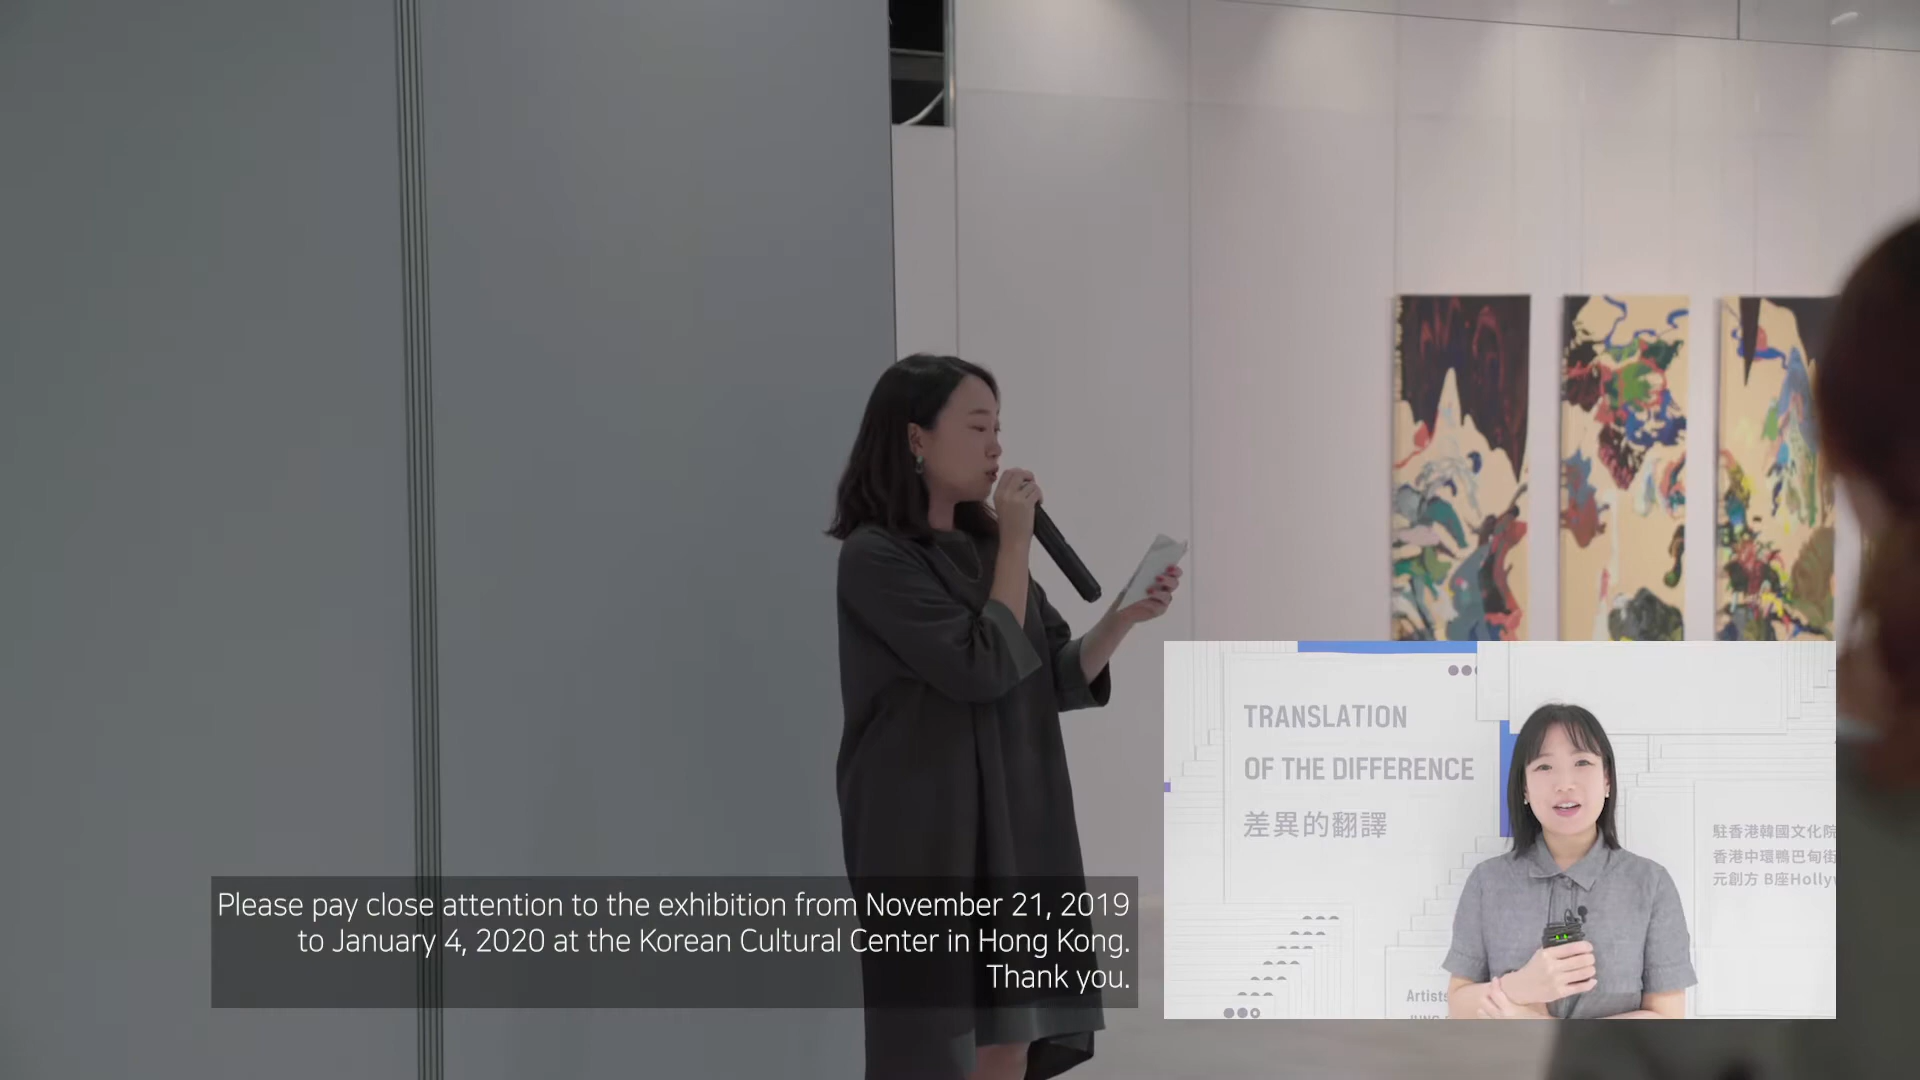 Please pay close attention to the exhibition from November 21, 2019
to January 4, 2020 at the Korean Cultural Center in Hong Kong.
Thank you.
TRANSLATION
OF THE DIFFERENCE
差異的翻譯
駐香港韓國文化院
香港中環鴨巴甸街
元創方 B座Holly
Artists